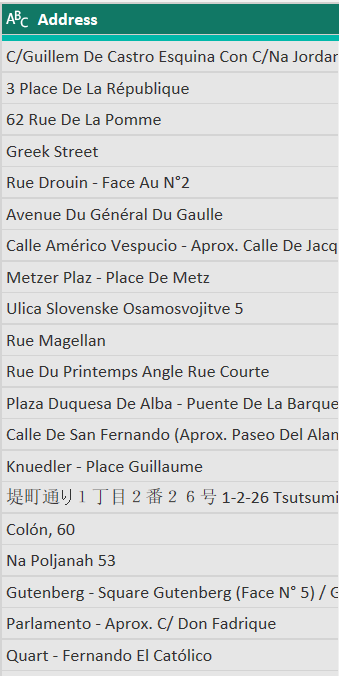 ABC Address
C/Guillem De Castro Esquina Con C/Na Jordar
3 Place De La République
62 Rue De La Pomme
Greek Street
Rue Drouin - Face Au N°2
Avenue Du Général Du Gaulle
Calle Américo Vespucio - Aprox. Calle De Jacq
Metzer Plaz - Place De Metz
Ulica Slovenske Osamosvojitve 5
Rue Magellan
Rue Du Printemps Angle Rue Courte
Plaza Duquesa De Alba - Puente De La Barque
Calle De San Fernando (Aprox. Paseo Del Alan
Knuedler - Place Guillaume
堤町通り１丁目２番２６号 1-2-26 Tsutsumi
Colón, 60
Na Poljanah 53
Gutenberg - Square Gutenberg (Face N° 5) / G
Parlamento - Aprox. C/ Don Fadrique
Quart - Fernando El Católico